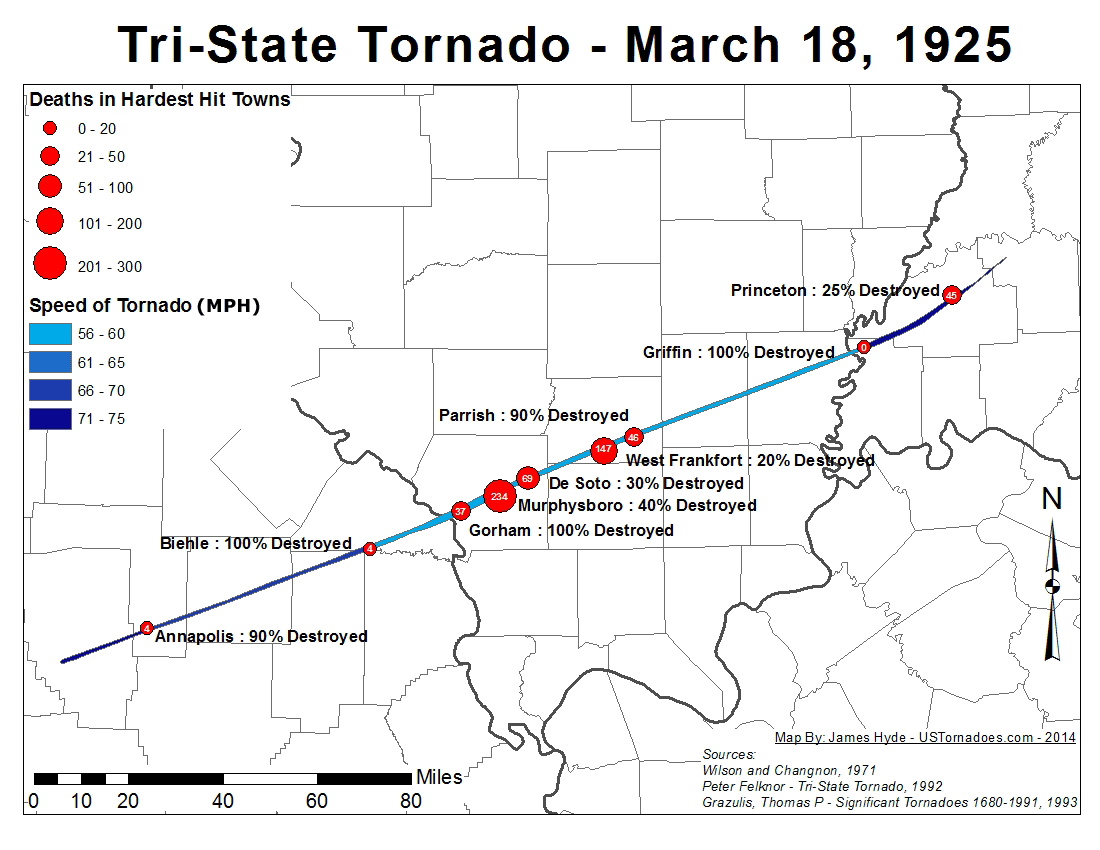 Tri-State Tornado - March 18, 1925
Deaths in Hardest Hit Towns
0 - 20
21 - 50
51 - 100
101 - 200
201 - 300
Speed of Tornado (MPH)
56 - 60
61 - 65
66 - 70
71 - 75
Princeton : 25% Destroyed
45
Griffin : 100% Destroyed
0
Parrish : 90% Destroyed
46
147
West Frankfort : 20% Destroyed
69
De Soto : 30% Destroyed
234
Murphysboro : 40% Destroyed
37
Gorham : 100% Destroyed
Biehle : 100% Destroyed
4
4
Annapolis : 90% Destroyed
N
Map By: James Hyde - USTornadoes.com - 2014
Sources:
Wilson and Changnon, 1971
Peter Felknor - Tri-State Tornado, 1992
Grazulis, Thomas P - Significant Tornadoes 1680-1991, 1993
Miles
0 10 20 40 60 80